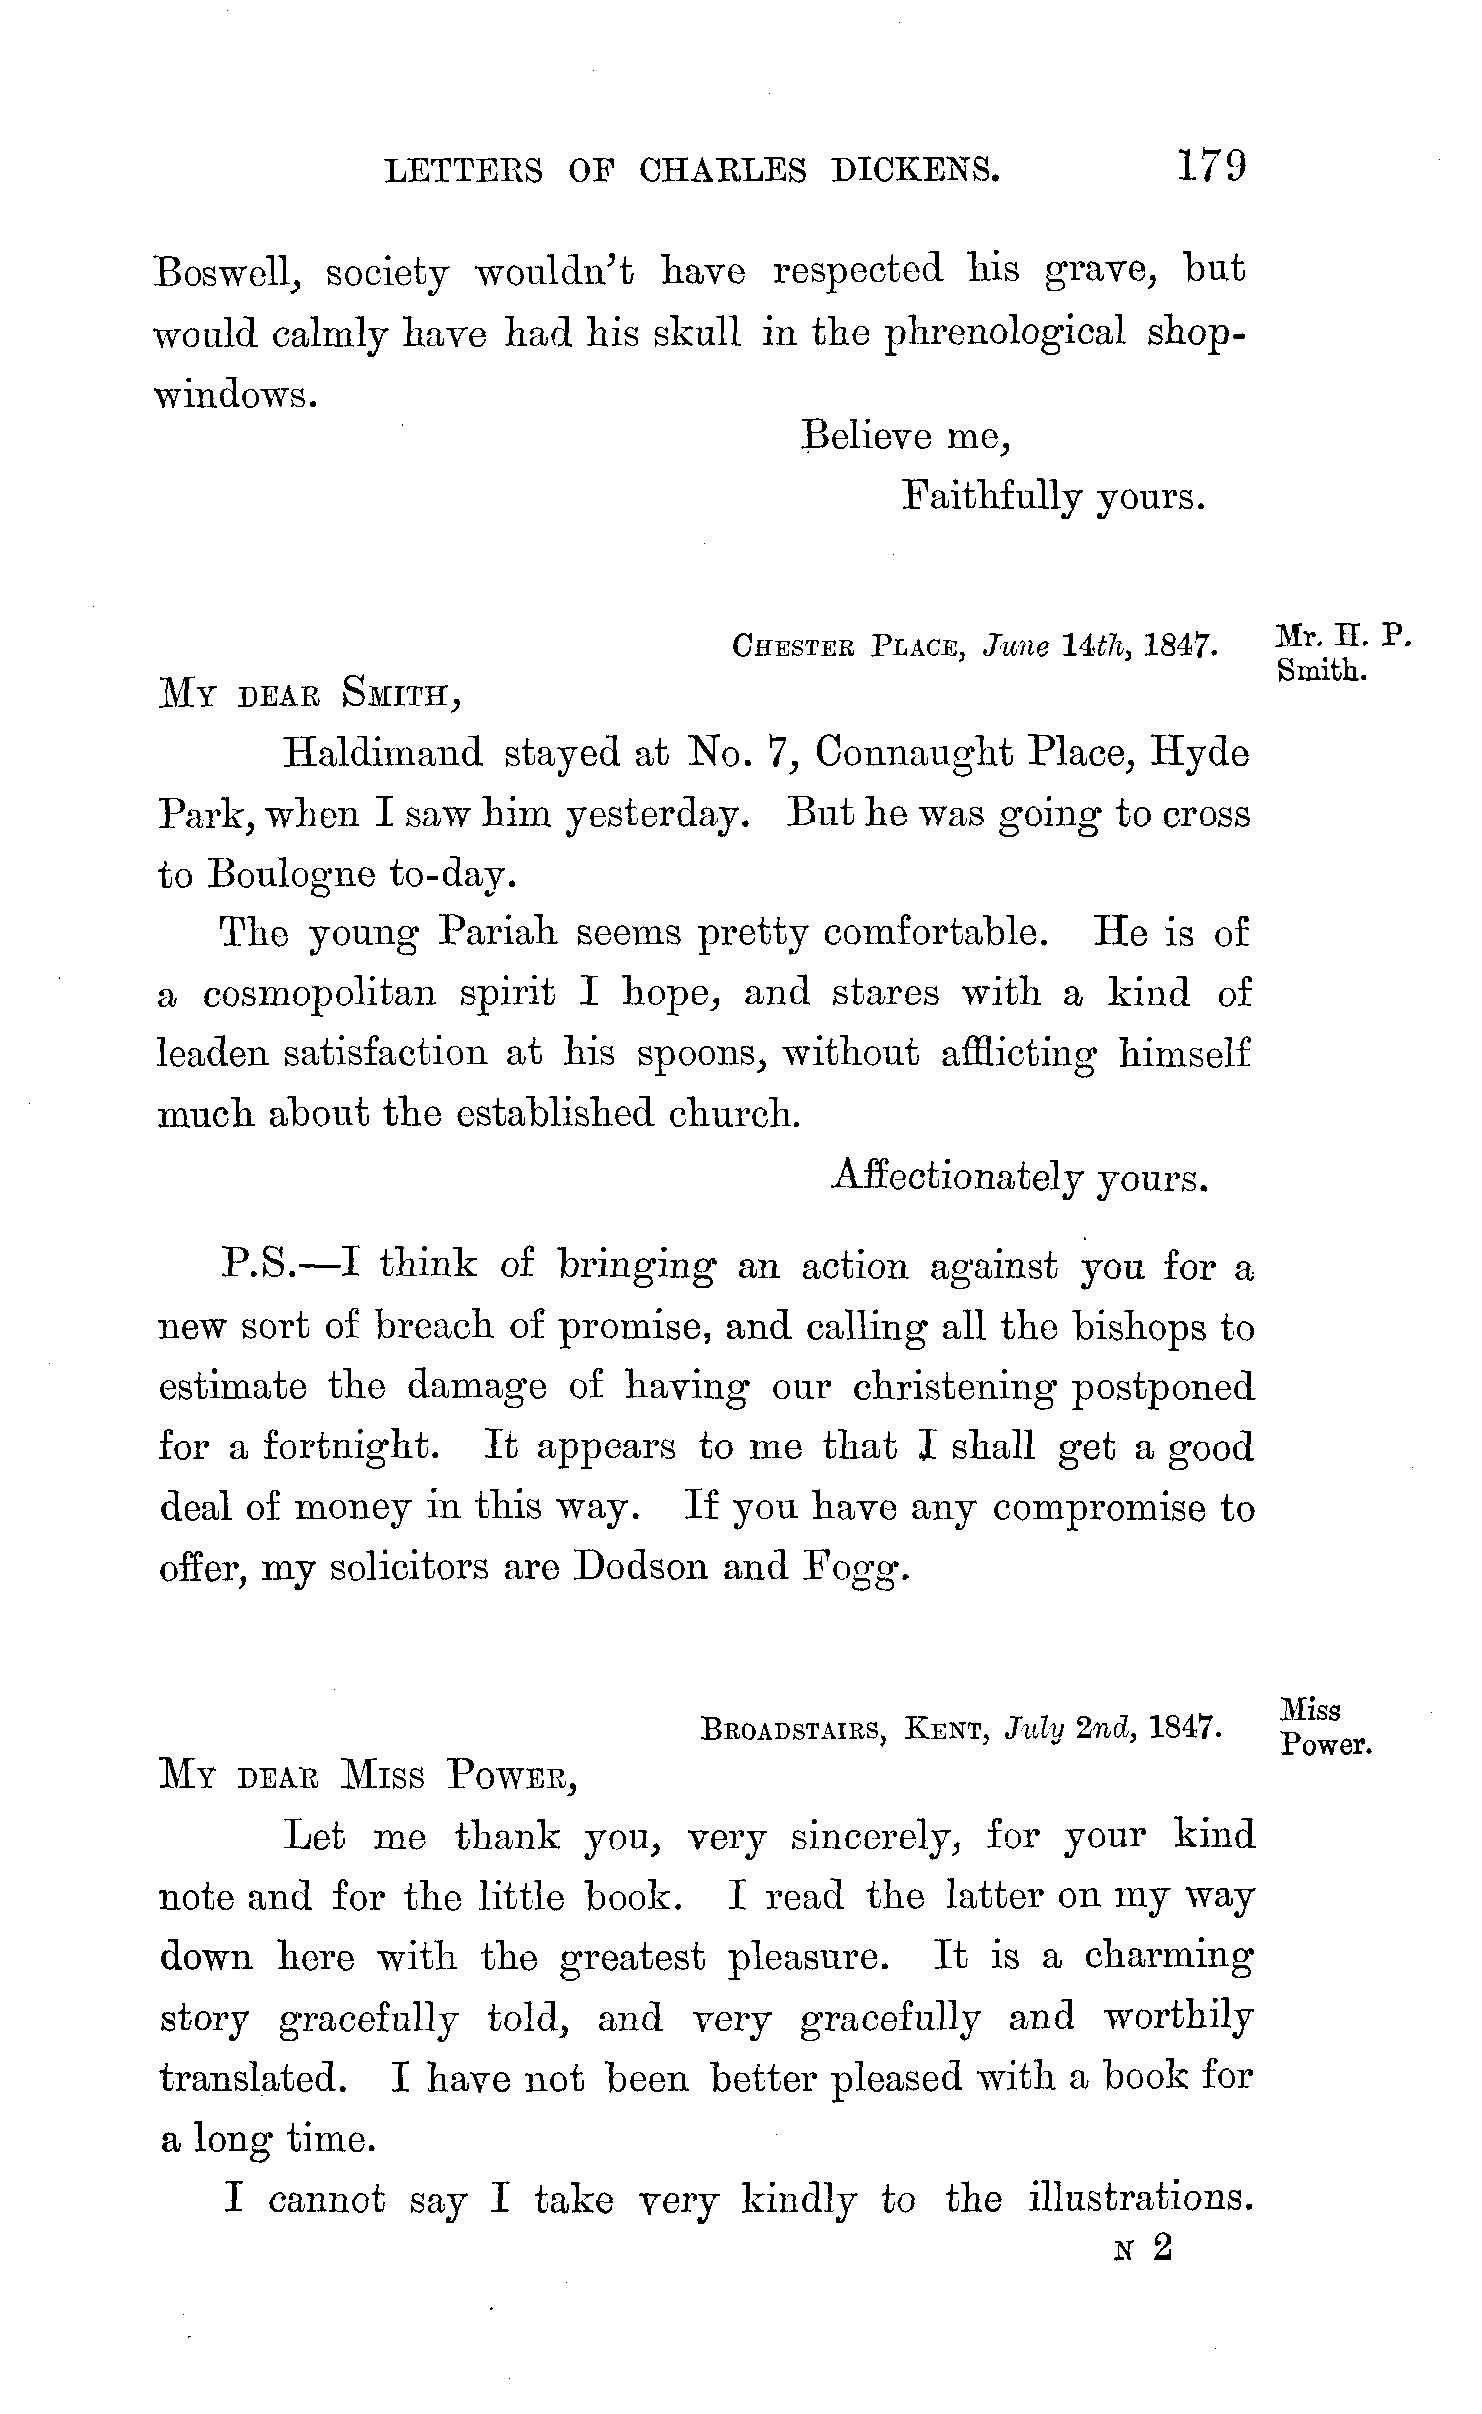 LETTERS OF CHARLES DICKENS. 179
Boswell, society wouldn't have respected his grave, but
would calmly have had his skull in the phrenological shop-
windows.
Believe me,
Faithfully yours.
Chester Place, June 14th, 1847.
Mr. H. P.
Smith.
My dear Smith,
Haldimand stayed at No. 7, Connaught Place, Hyde
Park, when I saw him yesterday. But he was going to cross
to Boulogne to-day.
The young Pariah seems pretty comfortable. He is of
a cosmopolitan spirit I hope, and stares with a kind of
leaden satisfaction at his spoons, without afflicting himself
much about the established church.
Affectionately yours.
P.S.—I think of bringing an action against you for a
new sort of breach of promise, and calling all the bishops to
estimate the damage of having our christening postponed
for a fortnight. It appears to me that I shall get a good
deal of money in this way. If you have any compromise to
offer, my solicitors are Dodson and Fogg.
Broadstairs, Kent, July 2nd, 1847.
Miss
Power.
My dear Miss Power,
Let me thank you, very sincerely, for your kind
note and for the little book. I read the latter on my way
down here with the greatest pleasure. It is a charming
story gracefully told, and very gracefully and worthily
translated. I have not been better pleased with a book for
a long time.
I cannot say I take very kindly to the illustrations.
N 2